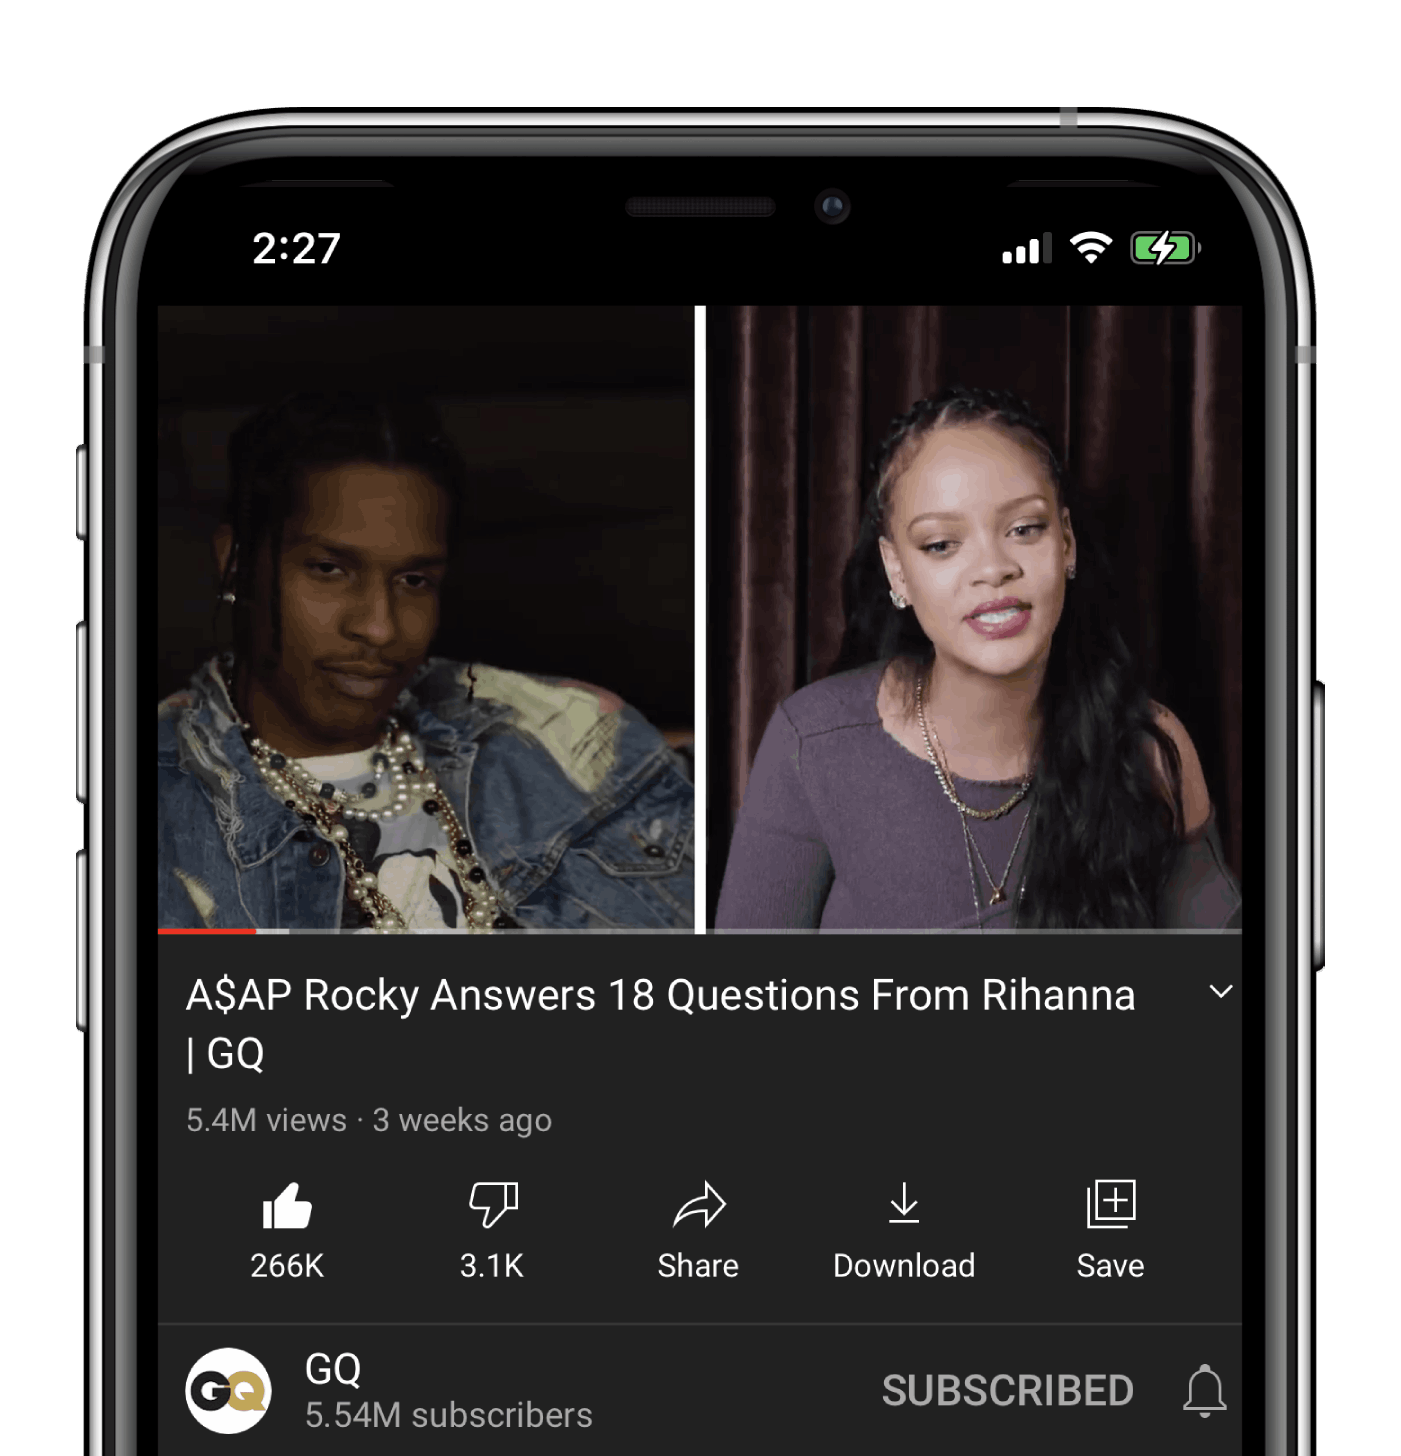 2:27
A$AP Rocky Answers 18 Questions From Rihanna
| GQ
5.4M views · 3 weeks ago
266K
3.1K
Share
Download
Save
GQ
GQ
5.54M subscribers
SUBSCRIBED